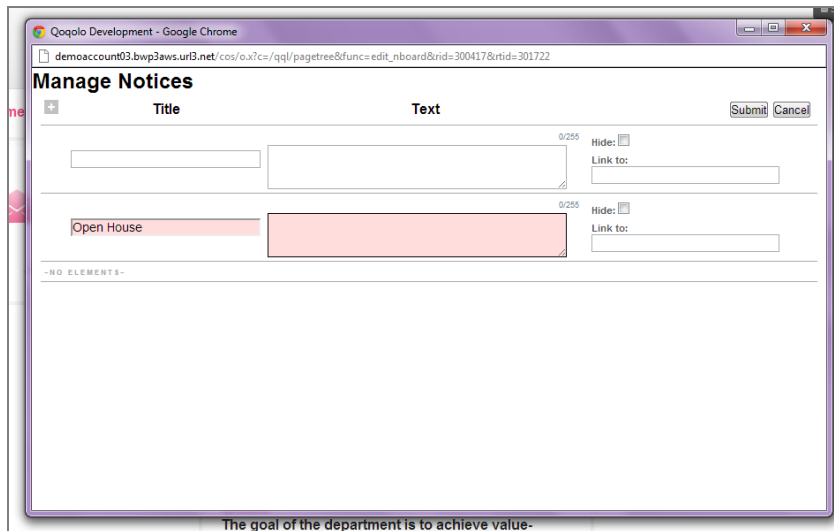 Qoqolo Development - Google Chrome
demoaccount03.bwp3aws.url3.net/cos/o.x?c=/qql/pagetree&func=edit_nboard&rid=300417&rtid=301722
Manage Notices
+ Title Text Submit Cancel
me
0/255
Hide:
Link to:
0/255
Open House
Hide:
Link to:
-NO ELEMENTS-
The goal of the department is to achieve value-